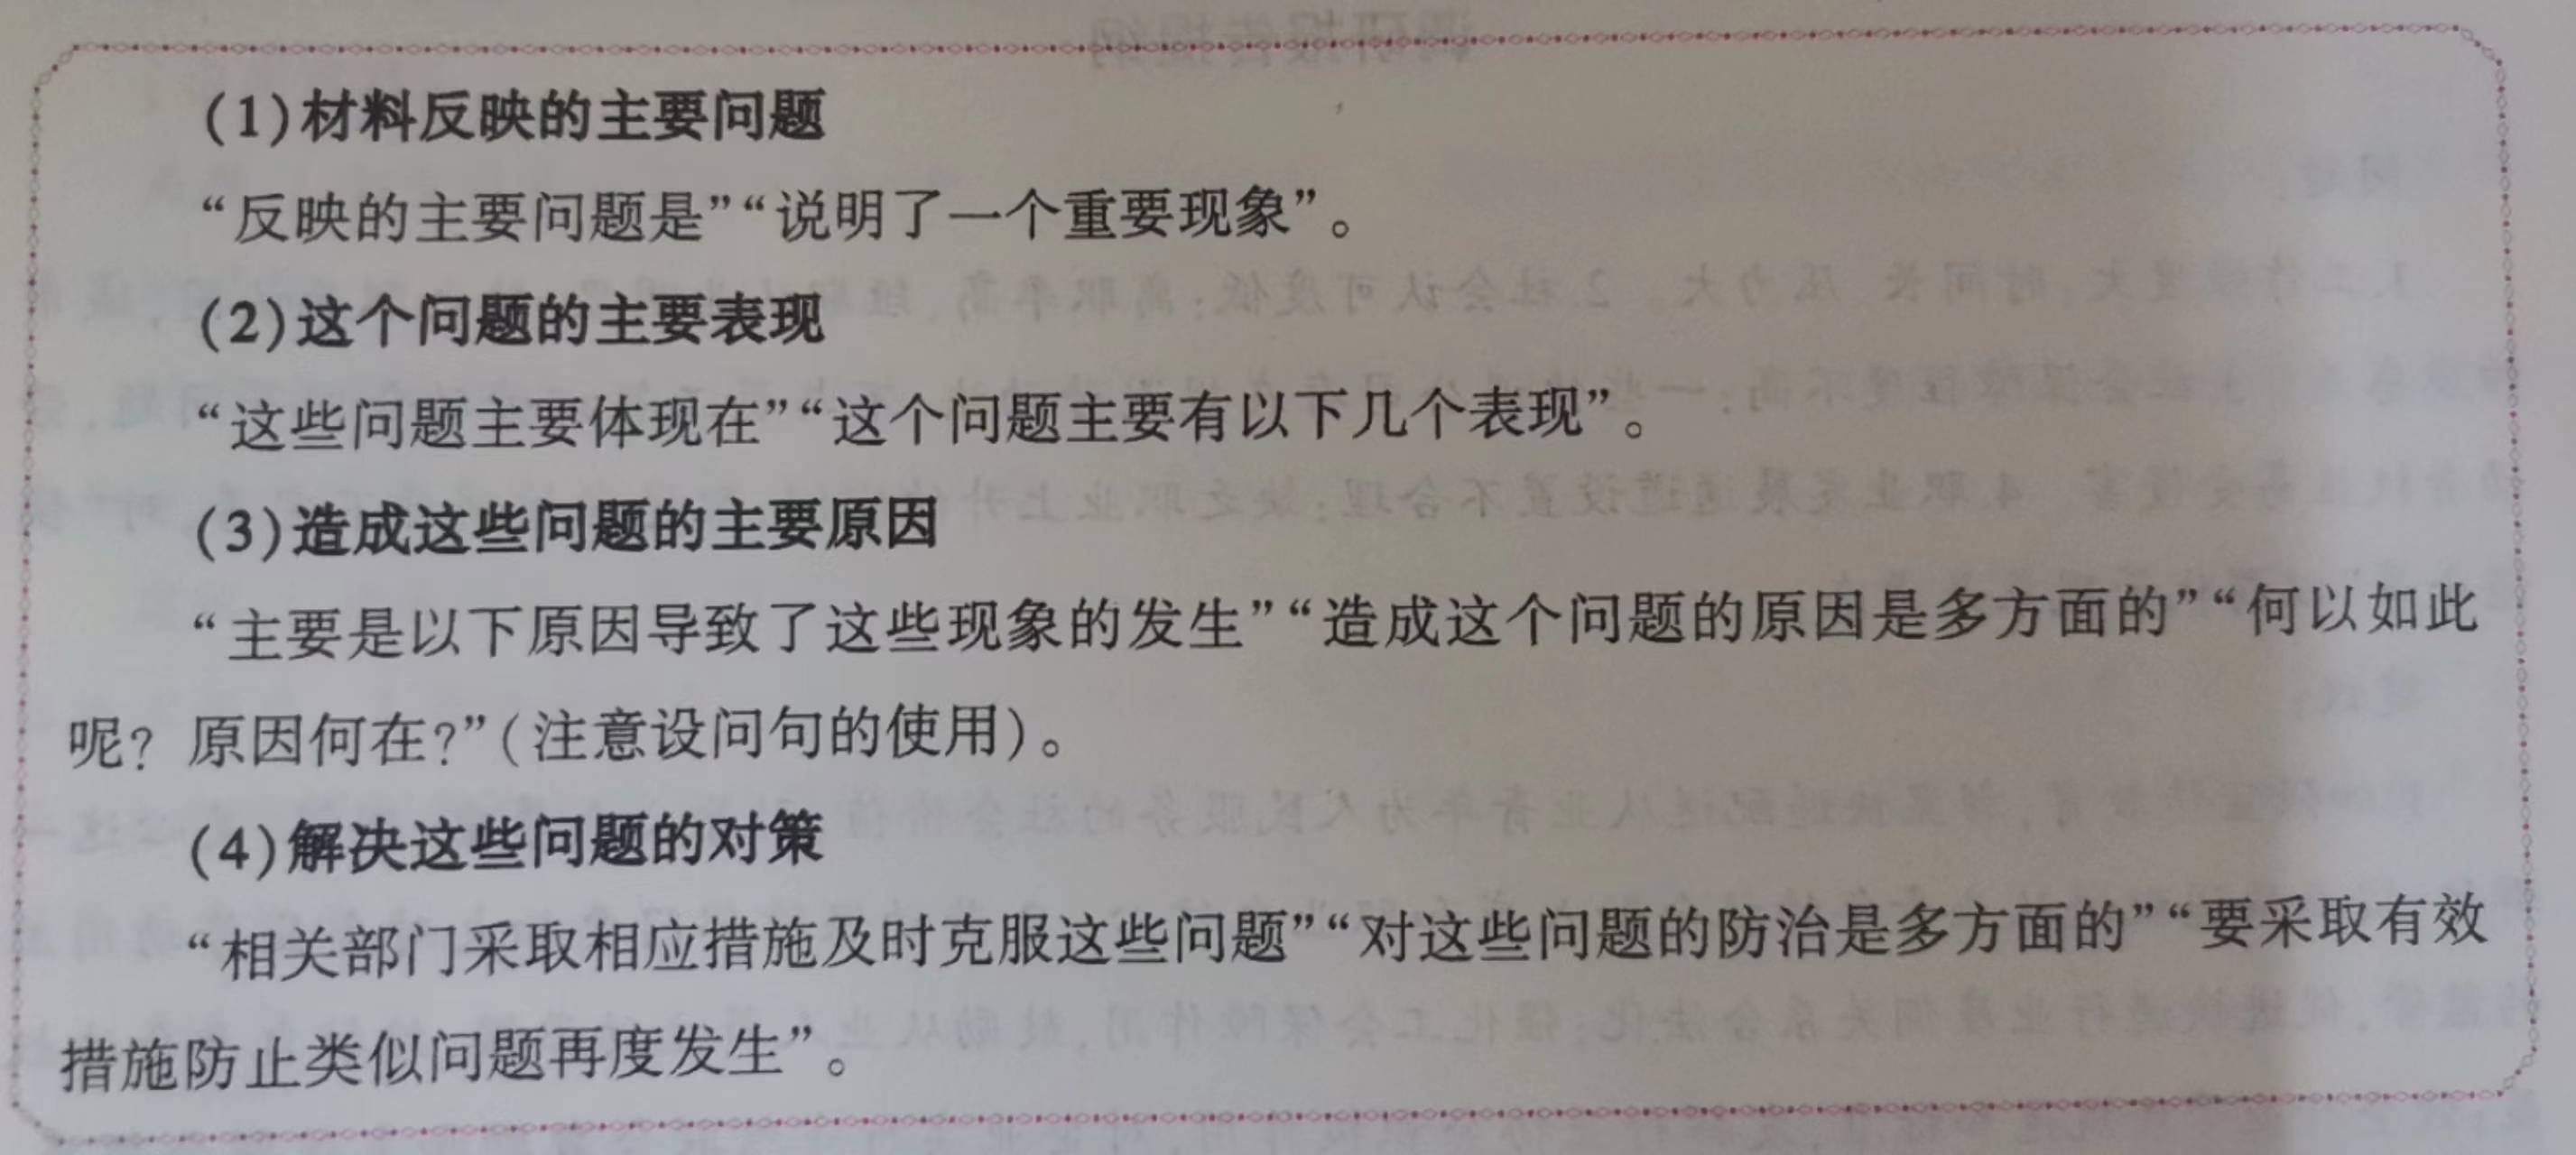 (1)材料反映的主要问题
“反映的主要问题是”“说明了一个重要现象”。
(2)这个问题的主要表现
“这些问题主要体现在”“这个问题主要有以下几个表现”。
(3)造成这些问题的主要原因
“主要是以下原因导致了这些现象的发生”“造成这个问题的原因是多方面的”“何以如此
呢？原因何在？”(注意设问句的使用)。
(4)解决这些问题的对策
“相关部门采取相应措施及时克服这些问题”“对这些问题的防治是多方面的”“要采取有效
措施防止类似问题再度发生”。